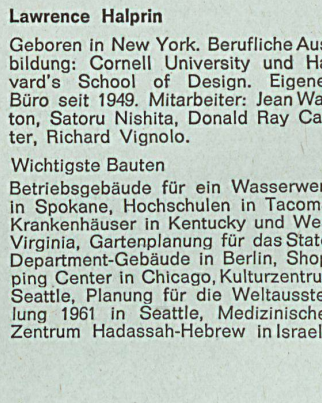 Lawrence Halprin
Geboren in New York. Berufliche Aus
bildung: Cornell University und Ha
vard's School of Design. Eigene
Büro seit 1949. Mitarbeiter: Jean Wa
ton, Satoru Nishita, Donald Ray Ca
ter, Richard Vignolo.
Wichtigste Bauten
Betriebsgebäude für ein Wasserwer
in Spokane, Hochschulen in Tacom
Krankenhäuser in Kentucky und We
Virginia, Gartenplanung für das State
Department-Gebäude in Berlin, Shop
ping Center in Chicago, Kulturzentru
Seattle, Planung für die Weltausste
lung 1961 in Seattle, Medizinische
Zentrum Hadassah-Hebrew in Israel